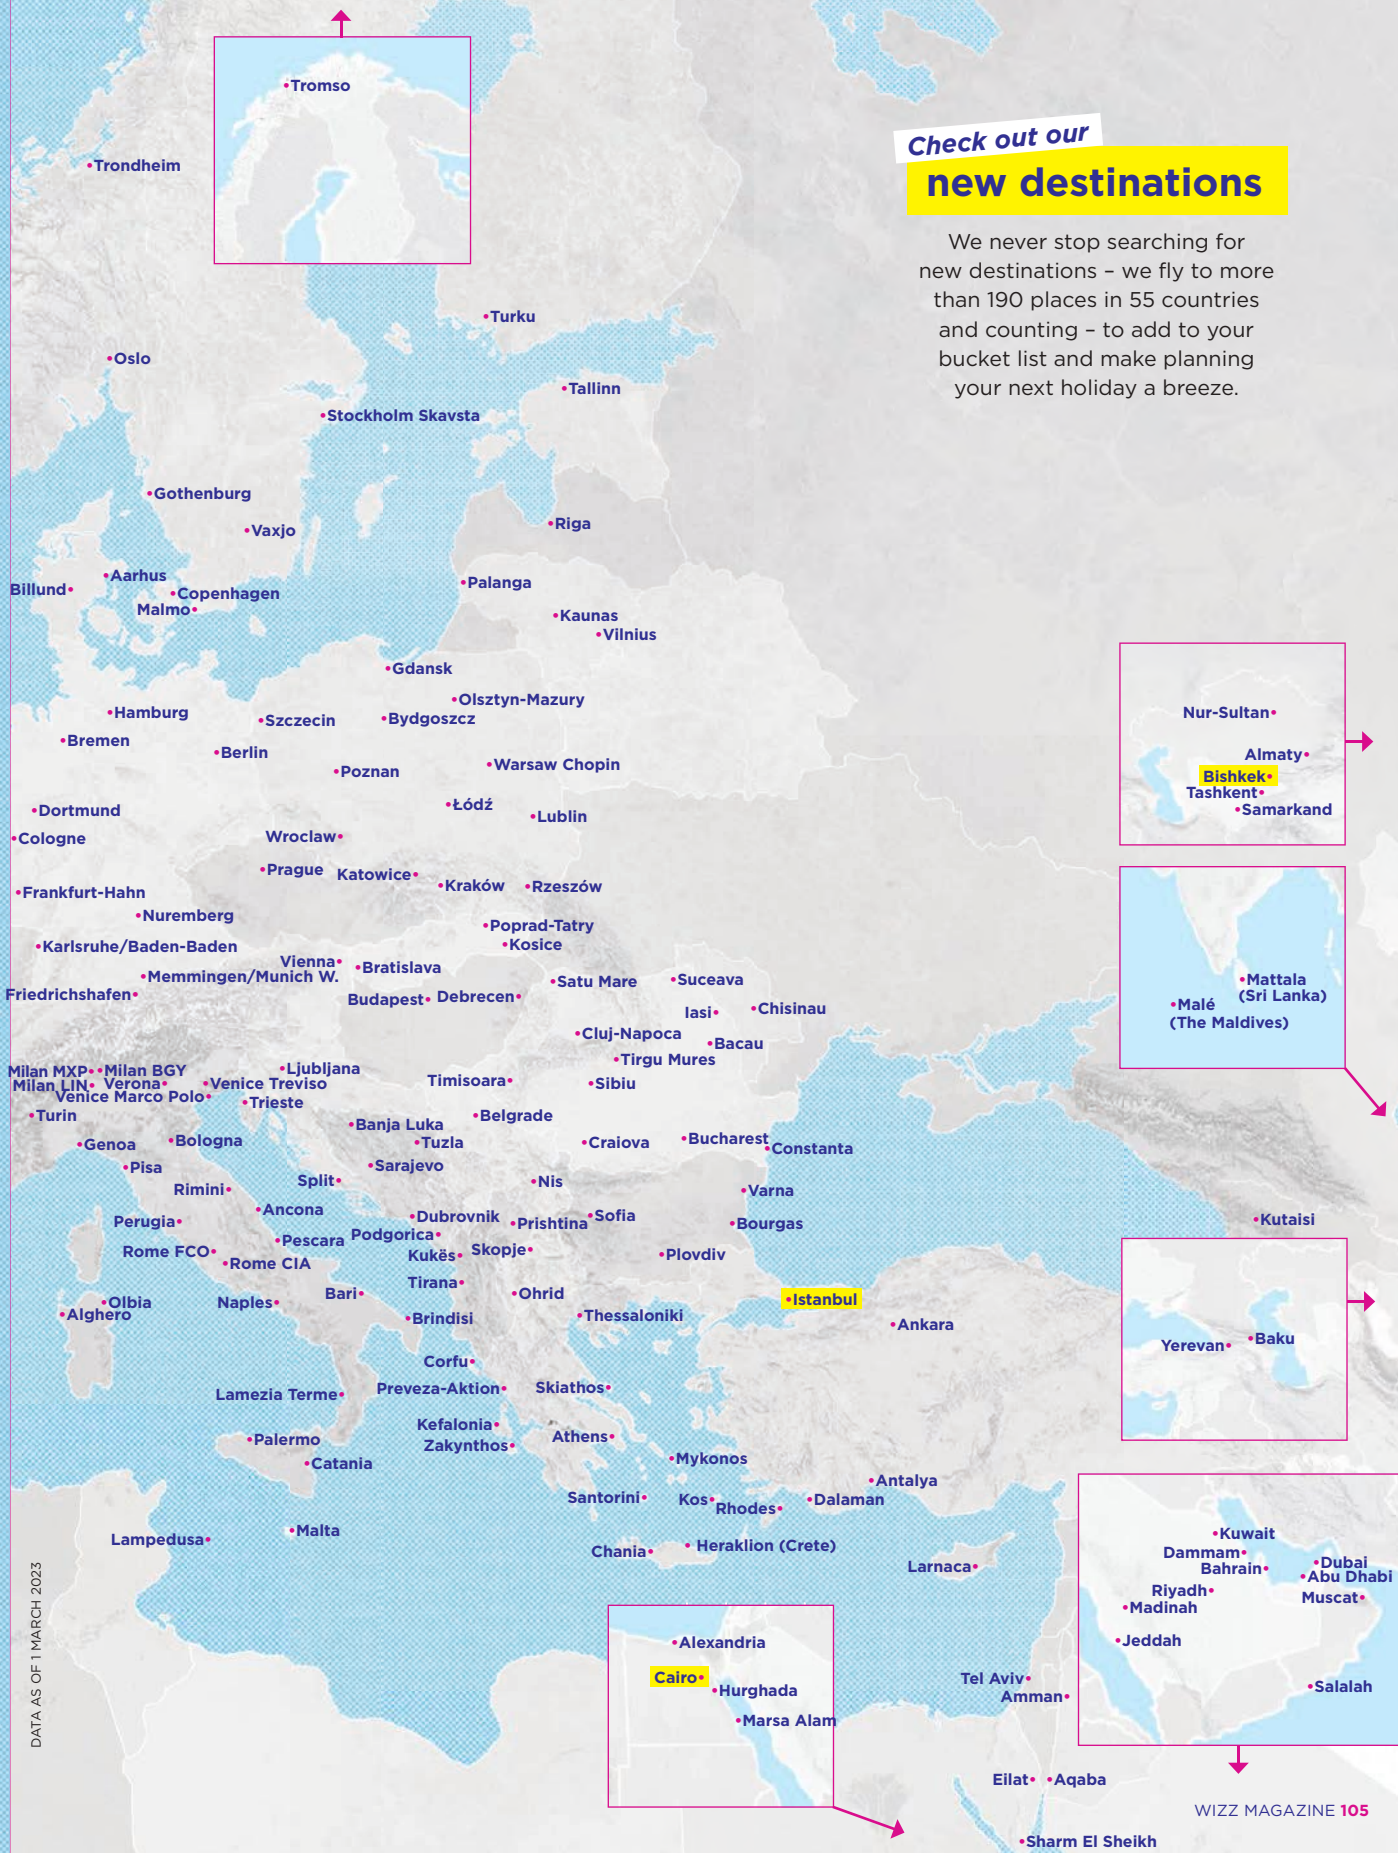 Tromso
Trondheim
Check out our
new destinations
We never stop searching for
new destinations – we fly to more
than 190 places in 55 countries
and counting – to add to your
bucket list and make planning
your next holiday a breeze.
Turku
Oslo
Tallinn
Stockholm Skavsta
Gothenburg
Vaxjo
Riga
Aarhus
Billund
Copenhagen
Malmo
Palanga
Kaunas
Vilnius
Gdansk
Olsztyn-Mazury
Hamburg
Szczecin
Bydgoszcz
Bremen
Berlin
Poznan
Warsaw Chopin
Dortmund
Łódź
Lublin
Cologne
Wroclaw
Prague
Katowice
Kraków
Rzeszów
Frankfurt-Hahn
Nuremberg
Poprad-Tatry
Kosice
Karlsruhe/Baden-Baden
Vienna
Bratislava
Memmingen/Munich W.
Friedrichshafen
Budapest
Debrecen
Satu Mare
Suceava
Iasi
Chisinau
Cluj-Napoca
Bacau
Tirgu Mures
Milan MXP
Milan BGY
Ljubljana
Milan LIN
Verona
Venice Treviso
Timisoara
Sibiu
Venice Marco Polo
Trieste
Turin
Banja Luka
Belgrade
Genoa
Bologna
Tuzla
Craiova
Bucharest
Constanta
Pisa
Sarajevo
Rimini
Split
Nis
Varna
Ancona
Perugia
Dubrovnik
Prishtina
Sofia
Bourgas
Pescara
Podgorica
Rome FCO
Kukës
Skopje
Plovdiv
Rome CIA
Tirana
Olbia
Naples
Bari
Ohrid
Istanbul
Alghero
Brindisi
Thessaloniki
Ankara
Corfu
Lamezia Terme
Preveza-Aktion
Skiathos
Kefalonia
Palermo
Zakynthos
Athens
Catania
Mykonos
Antalya
Santorini
Kos
Rhodes
Dalaman
Malta
Lampedusa
Chania
Heraklion (Crete)
Larnaca
Nur-Sultan
Almaty
Bishkek
Tashkent
Samarkand
Mattala
(Sri Lanka)
Malé
(The Maldives)
Kutaisi
Yerevan
Baku
Kuwait
Dammam
Bahrain
Dubai
Abu Dhabi
Riyadh
Muscat
Madinah
Jeddah
Salalah
Alexandria
Cairo
Hurghada
Marsa Alam
Tel Aviv
Amman
Eilat
Aqaba
Sharm El Sheikh
DATA AS OF 1 MARCH 2023
WIZZ MAGAZINE 105